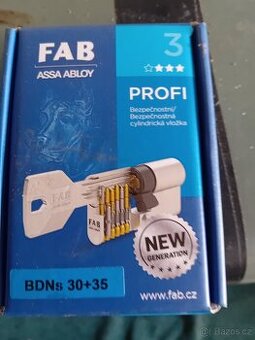 FAB
ASSA ABLOY
3
PROFI
Bezpečnostní/
Bezpečnostná
cylindrická vložka
FAB
NEW
GENERATION
BDNs 30+35
www.fab.cz
Bazos.cz